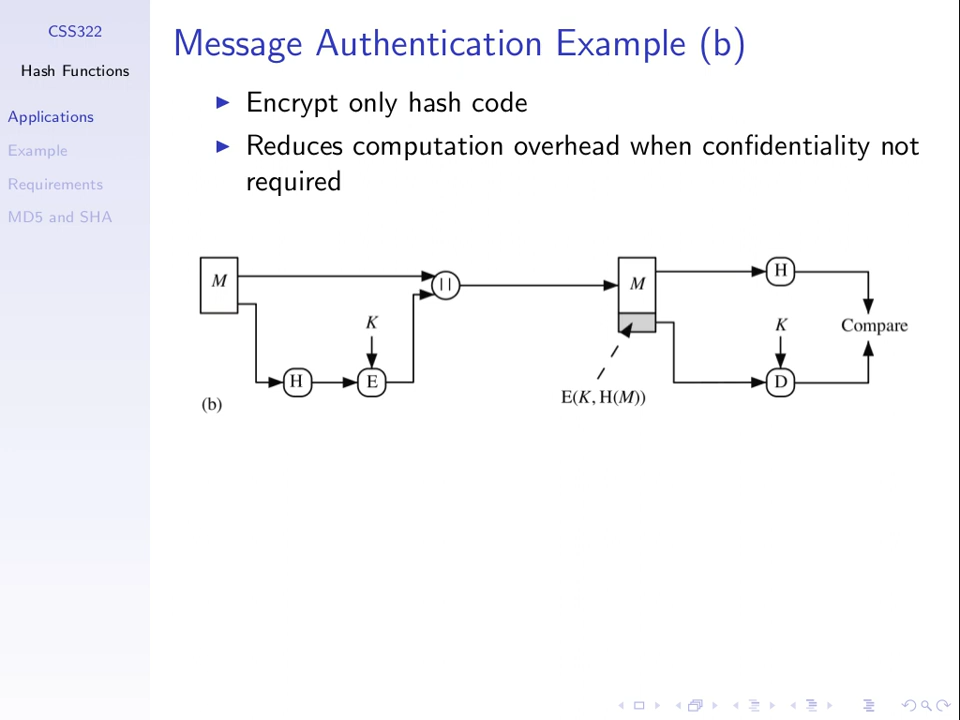 CSS322
Hash Functions
Applications
Example
Requirements
MD5 and SHA
Message Authentication Example (b)
Encrypt only hash code
Reduces computation overhead when confidentiality not
required
M
||
K
H
E
(b)
M
E(K, H(M))
H
K
Compare
D